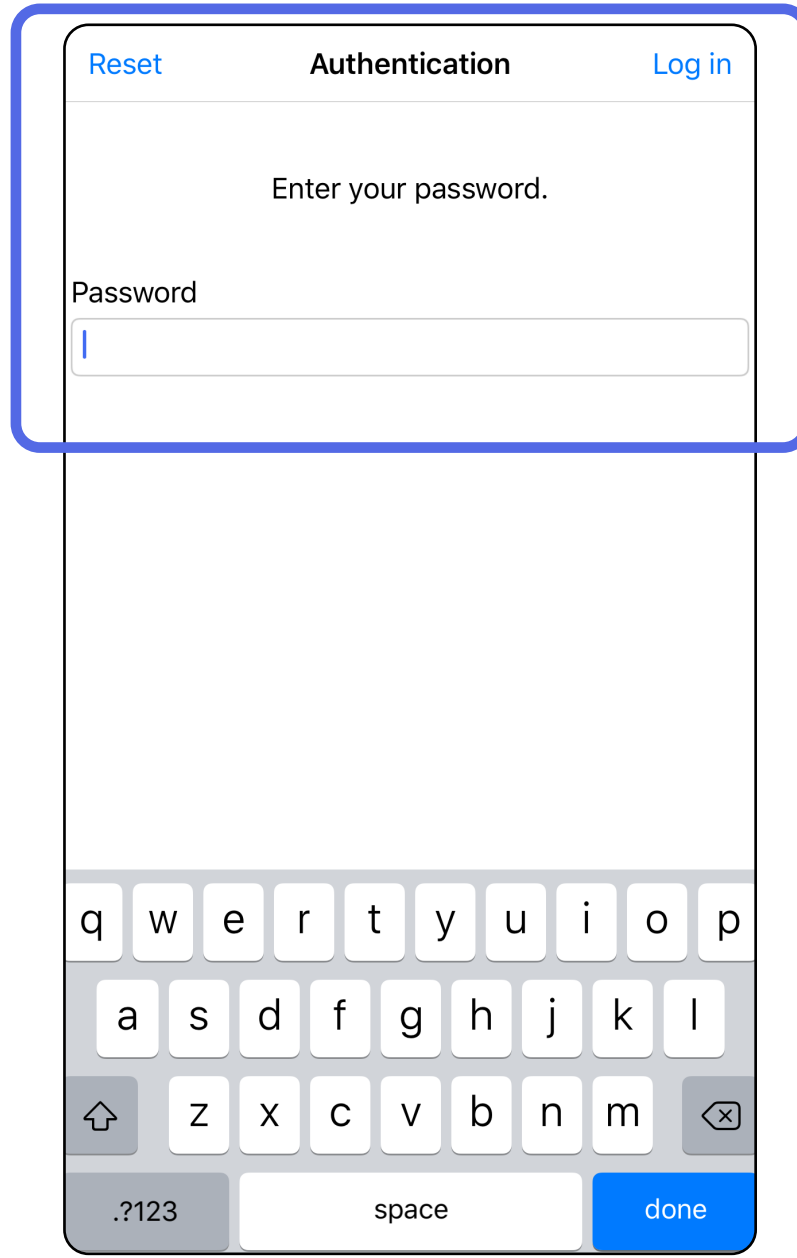 Reset Authentication Log in
Enter your password.
Password
q w e r t y u i o p
a s d f g h j k l
z x c v b n m
.?123 space done